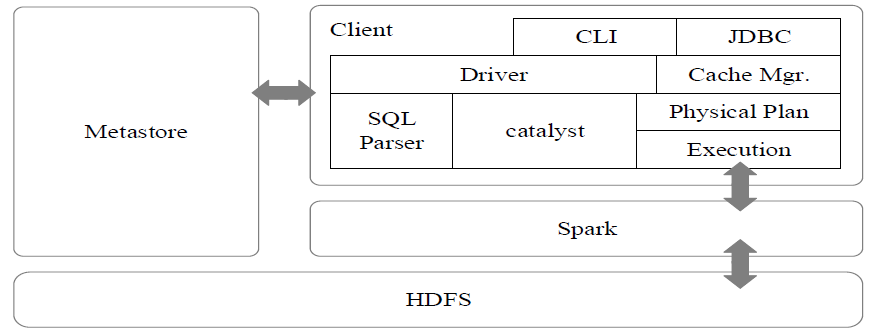 Client
CLI
JDBC
Driver
Cache Mgr.
Metastore
SQL
Parser
catalyst
Physical Plan
Execution
Spark
HDFS